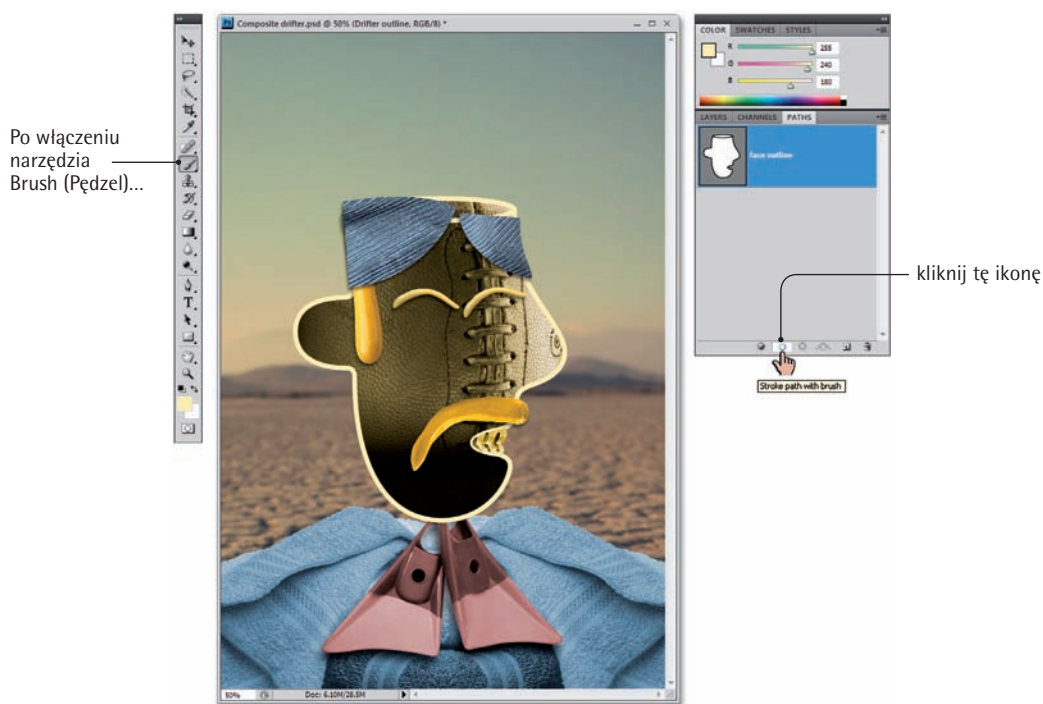 Composite drifter.psd @ 50% (Drifter outline, RGB/8) *
COLOR SWATCHES STYLES
R 255
G 240
B 180
LAYERS CHANNELS PATHS
face outline
Po włączeniu
narzędzia
Brush (Pędzel)...
kliknij tę ikonę
Stroke path with brush
50% Doc: 6.10M/28.5M